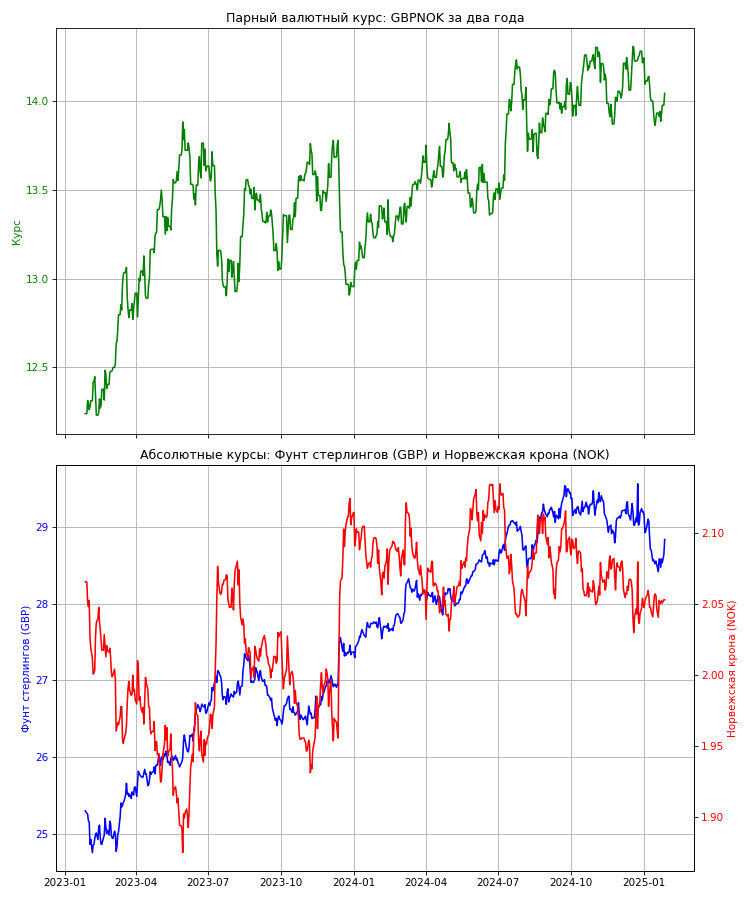 Парный валютный курс: GBPNOK за два года
14.0
13.5
13.0
12.5
Курс
Абсолютные курсы: Фунт стерлингов (GBP) и Норвежская крона (NOK)
29
28
27
26
25
Фунт стерлингов (GBP)
2.10
2.05
2.00
1.95
1.90
Норвежская крона (NOK)
2023-01 2023-04 2023-07 2023-10 2024-01 2024-04 2024-07 2024-10 2025-01